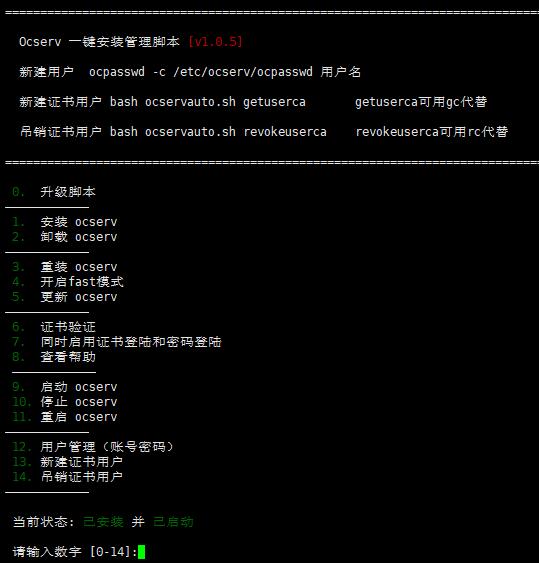 Ocserv 一键安装管理脚本 [v1.0.5]
新建用户 ocpasswd -c /etc/ocserv/ocpasswd 用户名
新建证书用户 bash ocservauto.sh getuserca getuserca可用gc代替
吊销证书用户 bash ocservauto.sh revokeuserca revokeuserca可用rc代替
0. 升级脚本
1. 安装 ocserv
2. 卸载 ocserv
3. 重装 ocserv
4. 开启fast模式
5. 更新 ocserv
6. 证书验证
7. 同时启用证书登陆和密码登陆
8. 查看帮助
9. 启动 ocserv
10. 停止 ocserv
11. 重启 ocserv
12. 用户管理（账号密码）
13. 新建证书用户
14. 吊销证书用户
当前状态: 已安装 并 已启动
请输入数字 [0-14]: